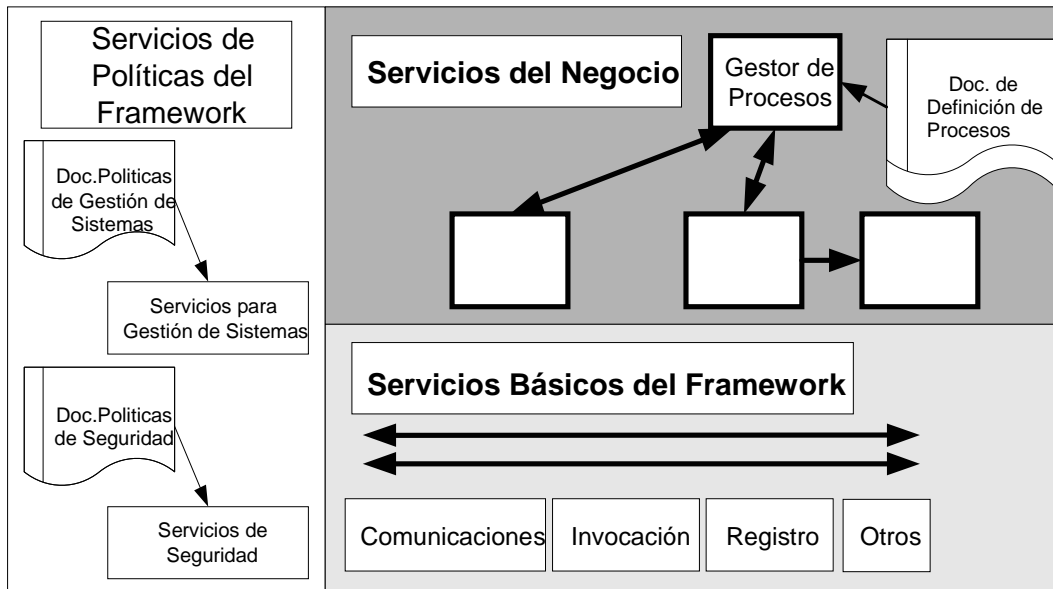 Servicios de
Políticas del
Framework
Doc.Politicas
de Gestión de
Sistemas
Servicios para
Gestión de Sistemas
Doc.Politicas
de Seguridad
Servicios de
Seguridad
Servicios del Negocio
Gestor de
Procesos
Doc. de
Definición de
Procesos
Servicios Básicos del Framework
Comunicaciones
Invocación
Registro
Otros